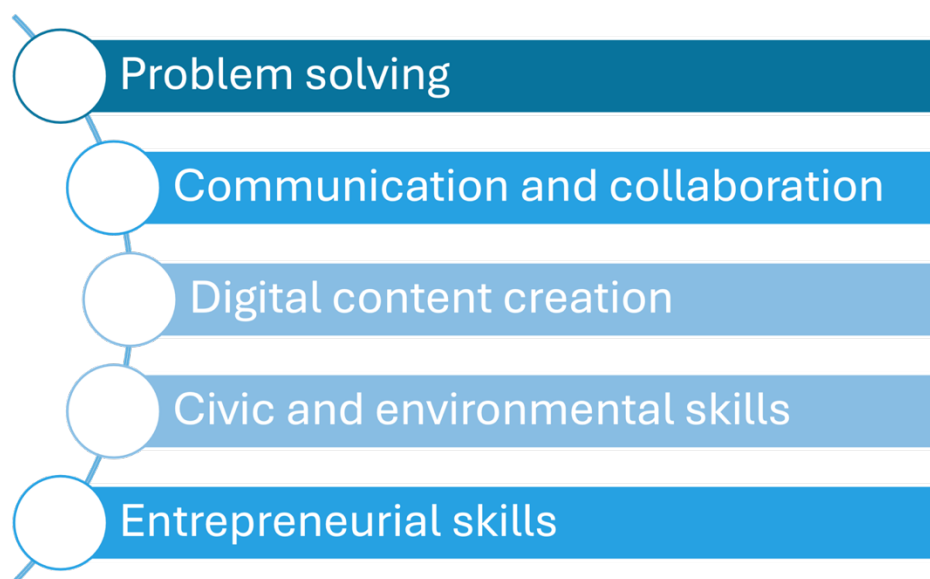 Problem solving
Communication and collaboration
Digital content creation
Civic and environmental skills
Entrepreneurial skills